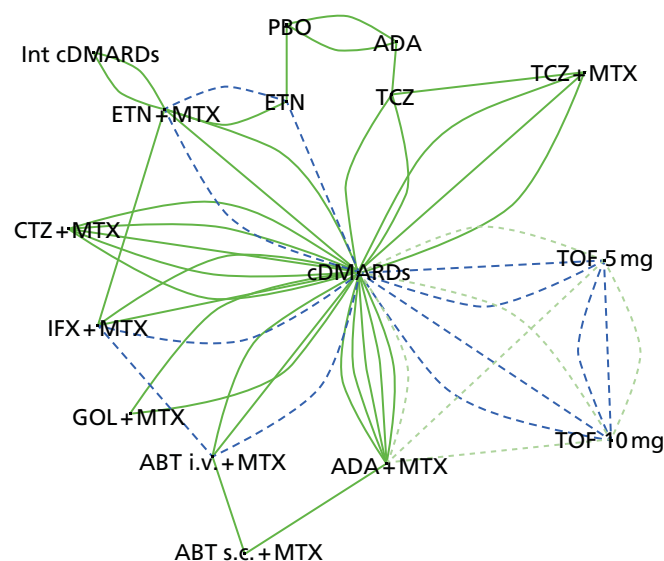 PBO
ADA
Int cDMARDs
TCZ + MTX
ETN
TCZ
ETN + MTX
CTZ + MTX
TOF 5 mg
cDMARDs
IFX + MTX
GOL + MTX
TOF 10 mg
ABT i.v. + MTX
ADA + MTX
ABT s.c. + MTX